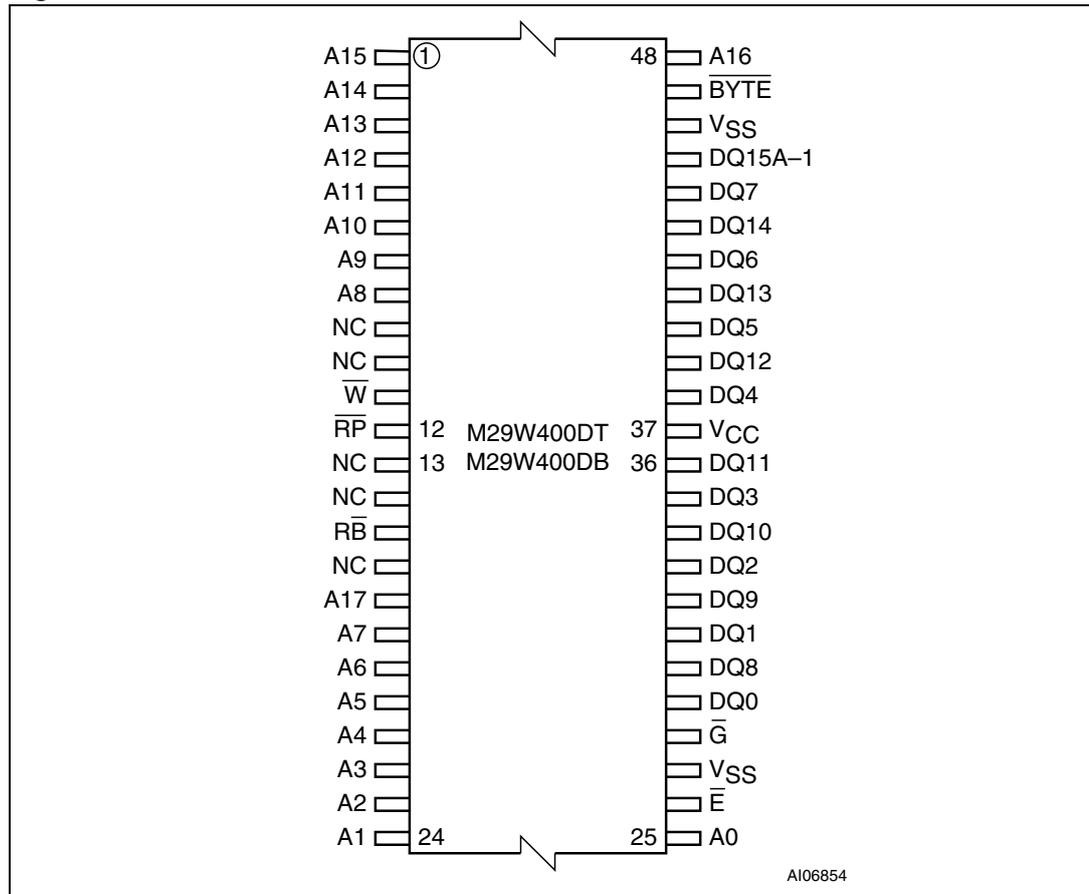 A15 ① 48 A16
A14 B̅Y̅T̅E̅
A13 VSS
A12 DQ15A–1
A11 DQ7
A10 DQ14
A9 DQ6
A8 DQ13
NC DQ5
NC DQ12
W̅ DQ4
R̅P̅ 12 M29W400DT 37 VCC
NC 13 M29W400DB 36 DQ11
NC DQ3
RB̅ DQ10
NC DQ2
A17 DQ9
A7 DQ1
A6 DQ8
A5 DQ0
A4 G̅
A3 VSS
A2 E̅
A1 24 25 A0
AI06854